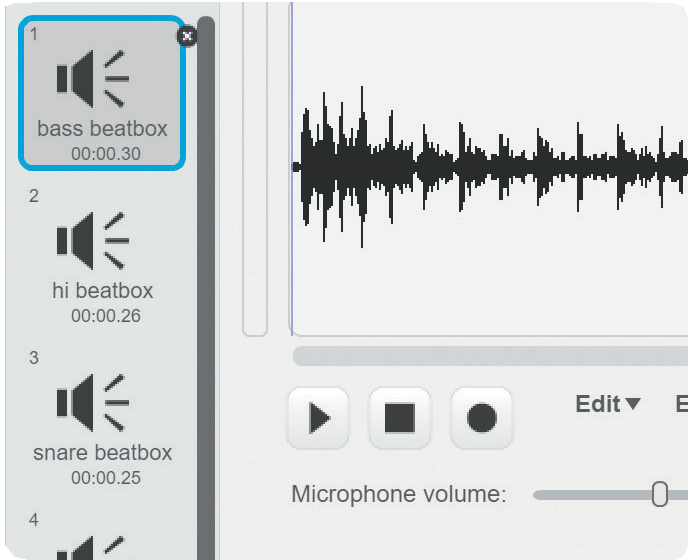 1
bass beatbox
00:00.30
2
hi beatbox
00:00.26
3
snare beatbox
00:00.25
4
Edit
Microphone volume: